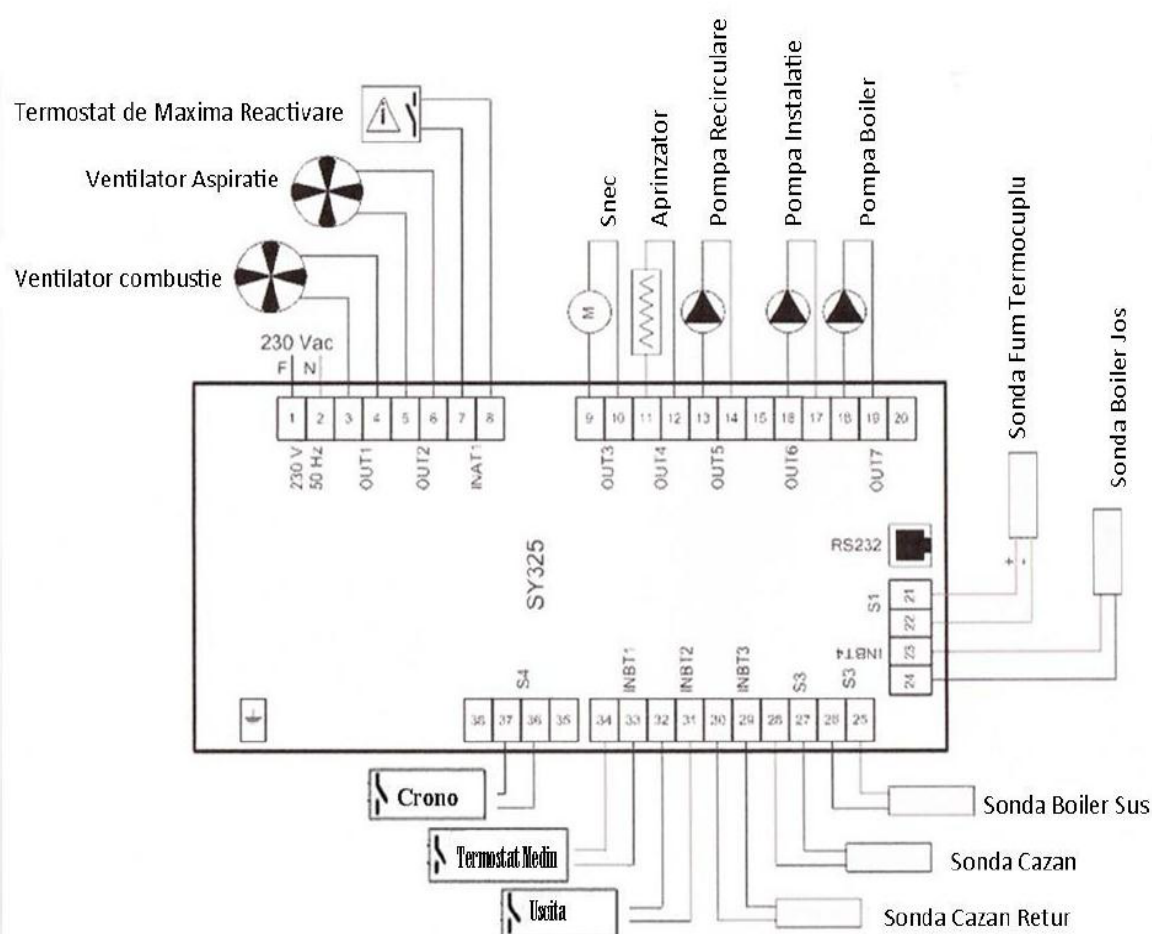 Termostat de Maxima Reactivare
Ventilator Aspiratie
Ventilator combustie
230 Vac
F N
Snec
Aprinzator
Pompa Recirculare
Pompa Instalatie
Pompa Boiler
M
1 2 3 4 5 6 7 8
9 10 11 12 13 14 15 16 17 18 19 20
230 V
50 Hz
OUT1
OUT2
INAT1
OUT3
OUT4
OUT5
OUT6
OUT7
Sonda Fum Termocuplu
Sonda Boiler Jos
+ -
SY325
RS232
S1
INBT4
21
22
23
24
S4
INBT1
INBT2
INBT3
S3
S3
38 37 36 35
34 33 32 31 30 29 28 27 26 25
Crono
Termostat Medin
Uscita
Sonda Boiler Sus
Sonda Cazan
Sonda Cazan Retur